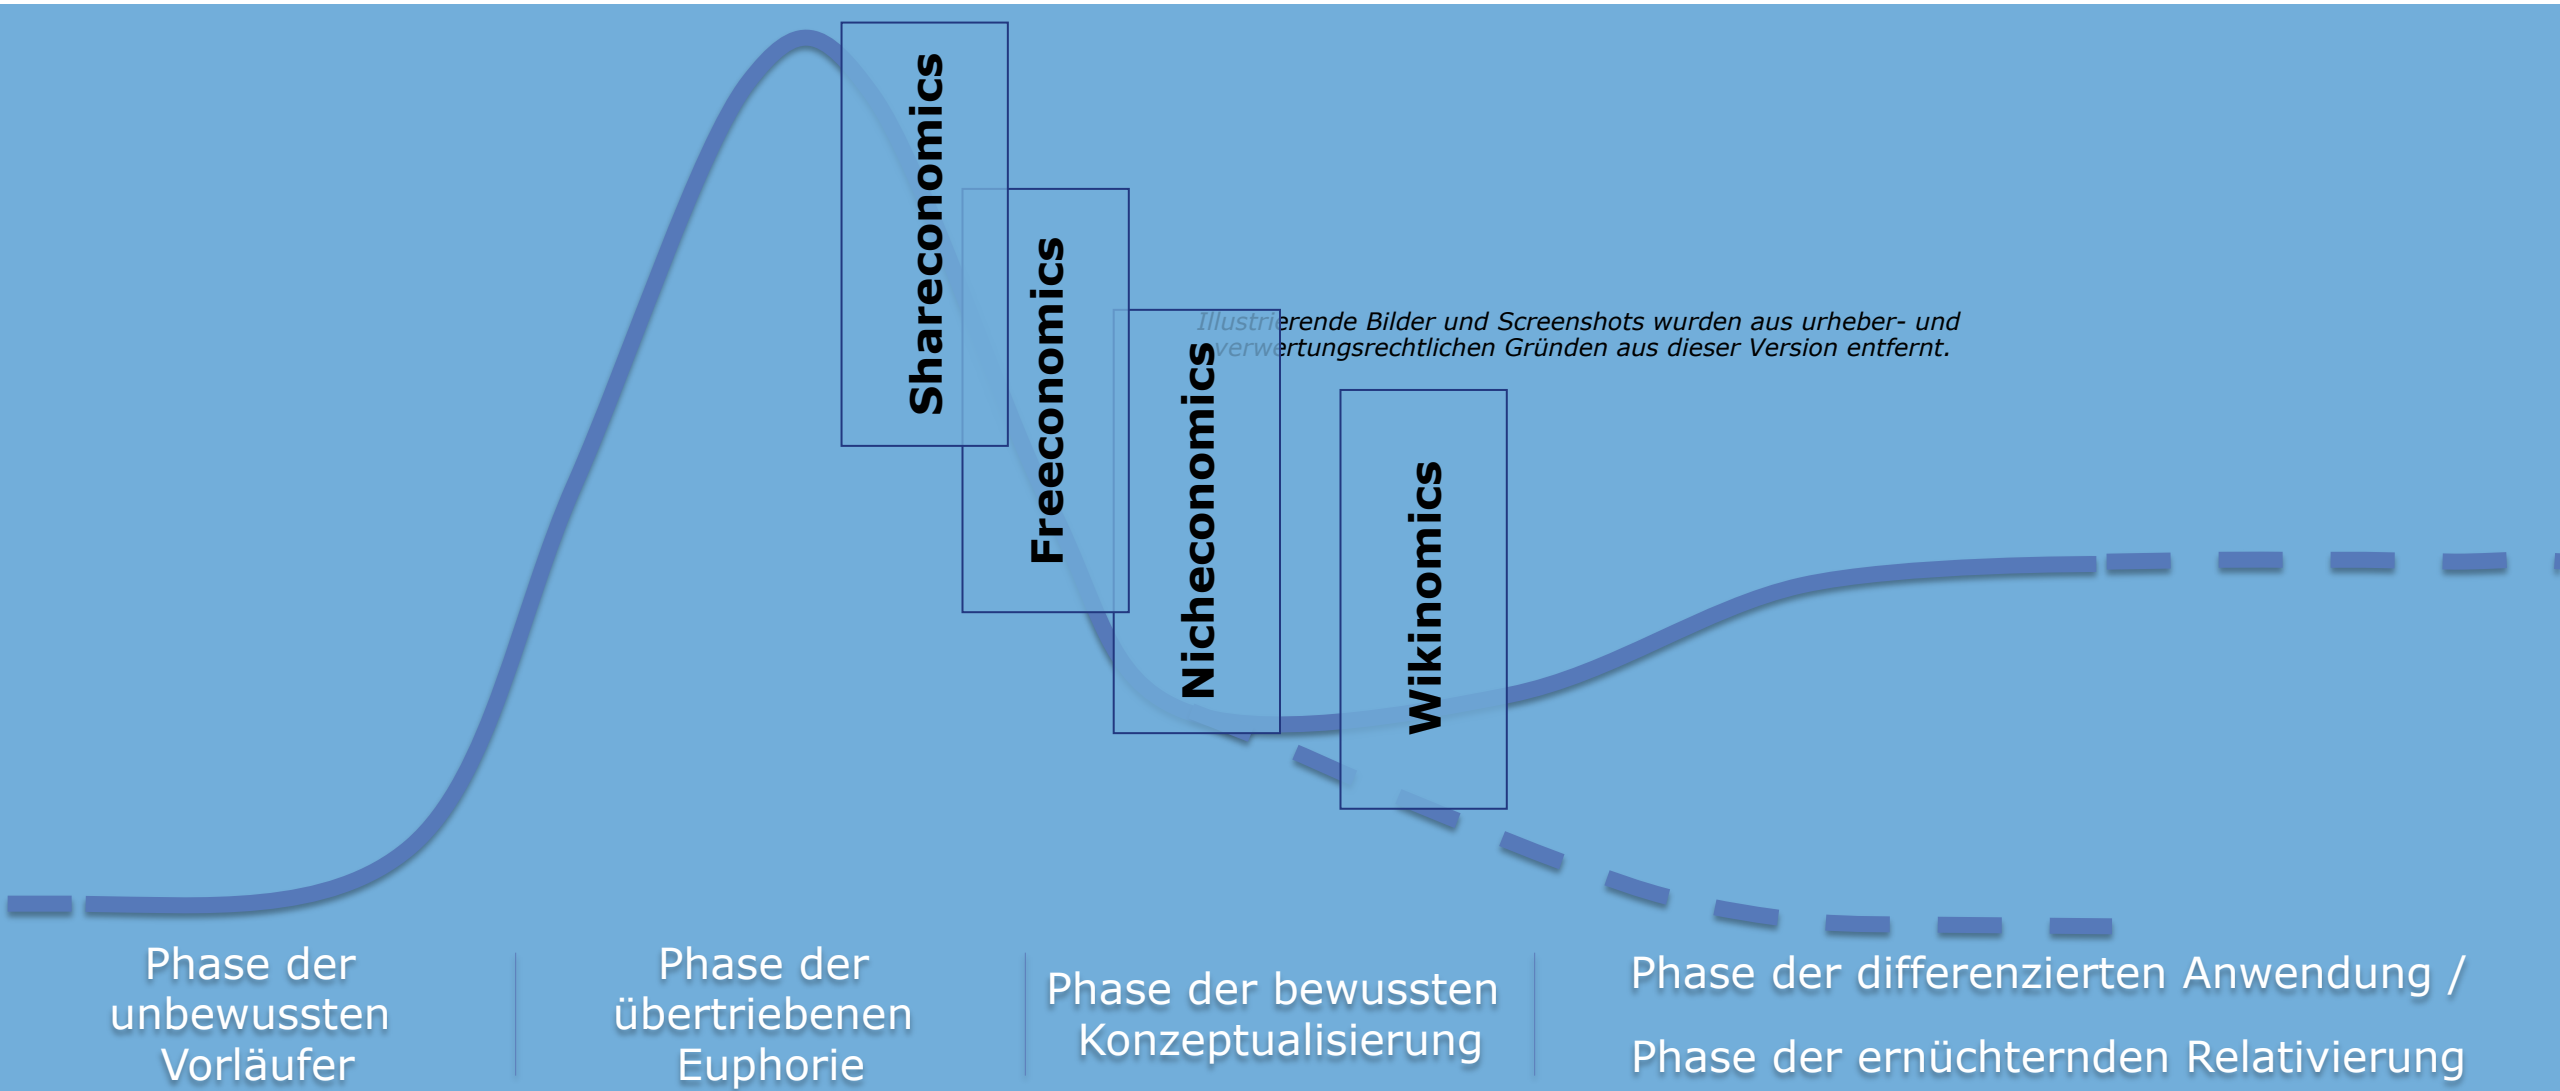 Shareconomics
Freeconomics
Nicheconomics
Illustrierende Bilder und Screenshots wurden aus urheber- und
verwertungsrechtlichen Gründen aus dieser Version entfernt.
Wikinomics
Phase der
unbewussten
Vorläufer
Phase der
übertriebenen
Euphorie
Phase der bewussten
Konzeptualisierung
Phase der differenzierten Anwendung /
Phase der ernüchternden Relativierung